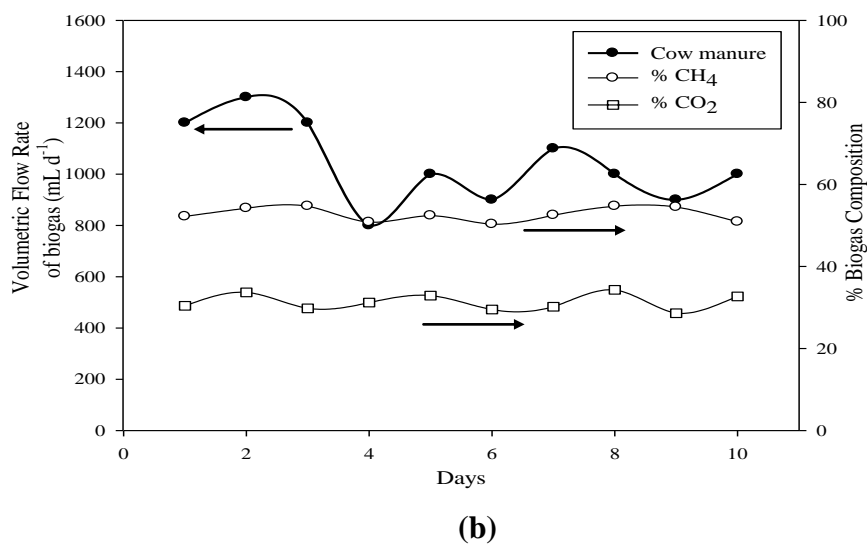 1600
1400
1200
1000
800
600
400
200
0
Volumetric Flow Rate
of biogas (mL d⁻¹)
100
80
60
40
20
0
% Biogas Composition
Cow manure
% CH₄
% CO₂
0 2 4 6 8 10
Days
(b)